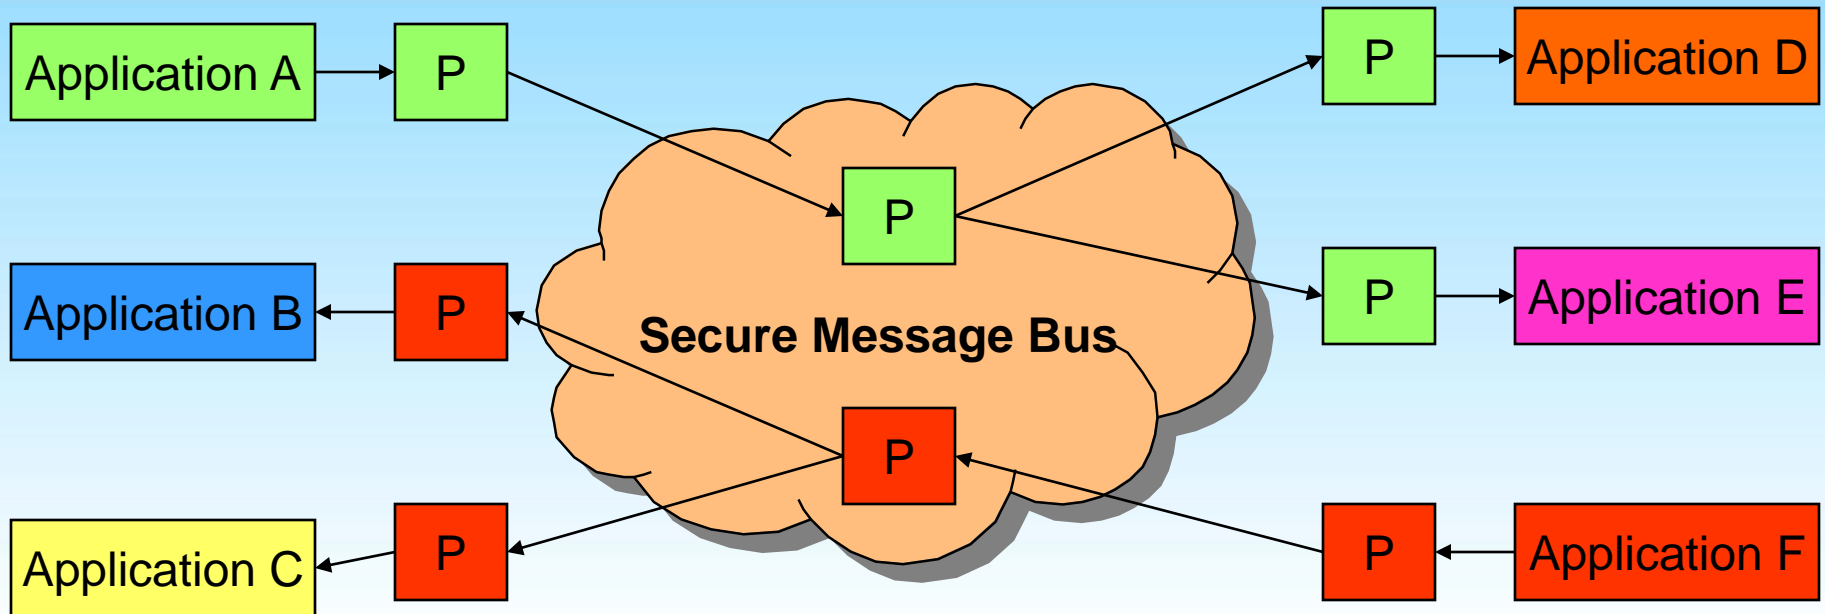 Application A
P
P
Application D
P
Application B
P
P
Application E
Secure Message Bus
P
Application C
P
P
Application F